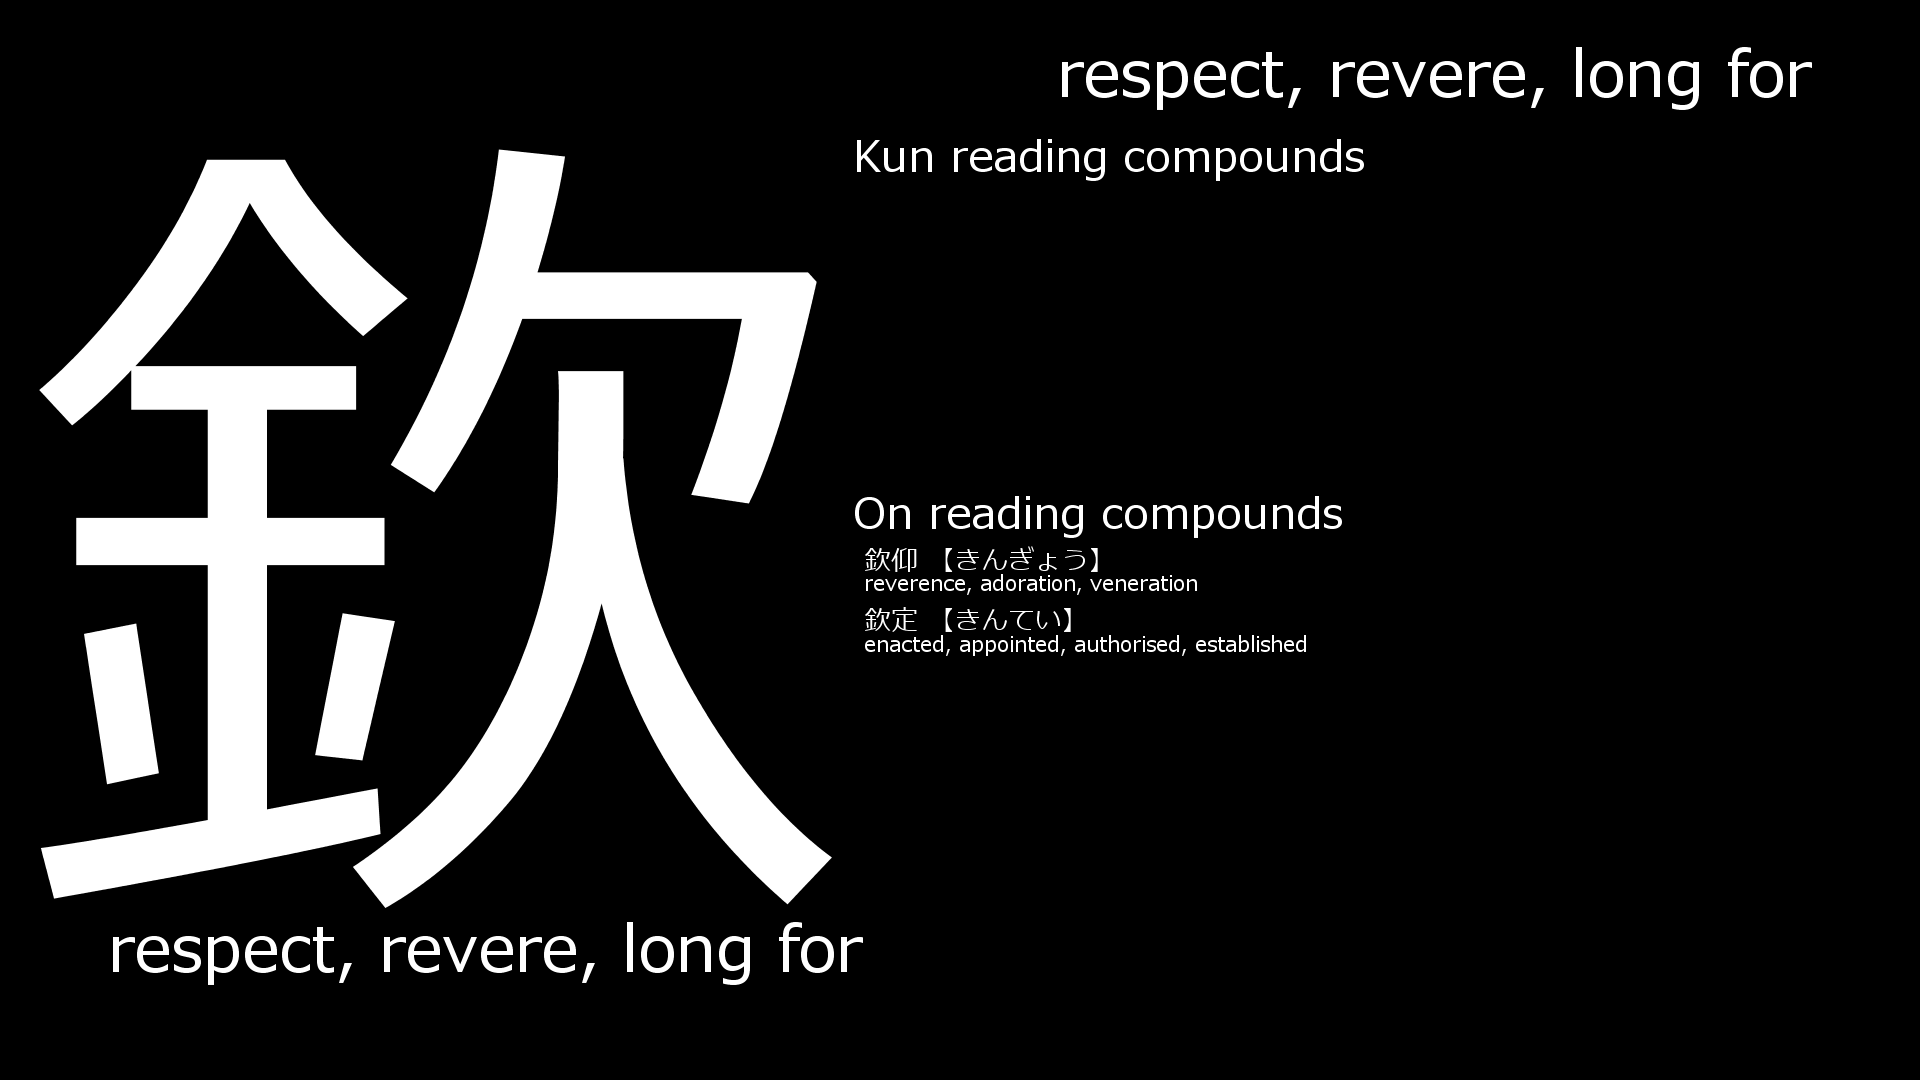 respect, revere, long for
Kun reading compounds
欽
On reading compounds
欽仰 【きんぎょう】
reverence, adoration, veneration
欽定 【きんてい】
enacted, appointed, authorised, established
respect, revere, long for